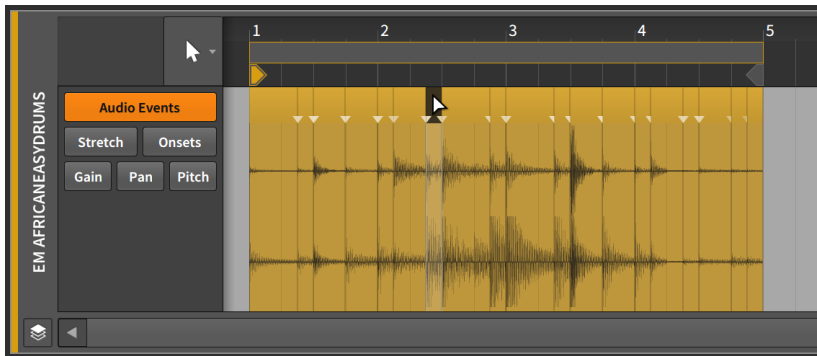 1 2 3 4 5
Audio Events
Stretch Onsets
Gain Pan Pitch
EM AFRICANEASYDRUMS